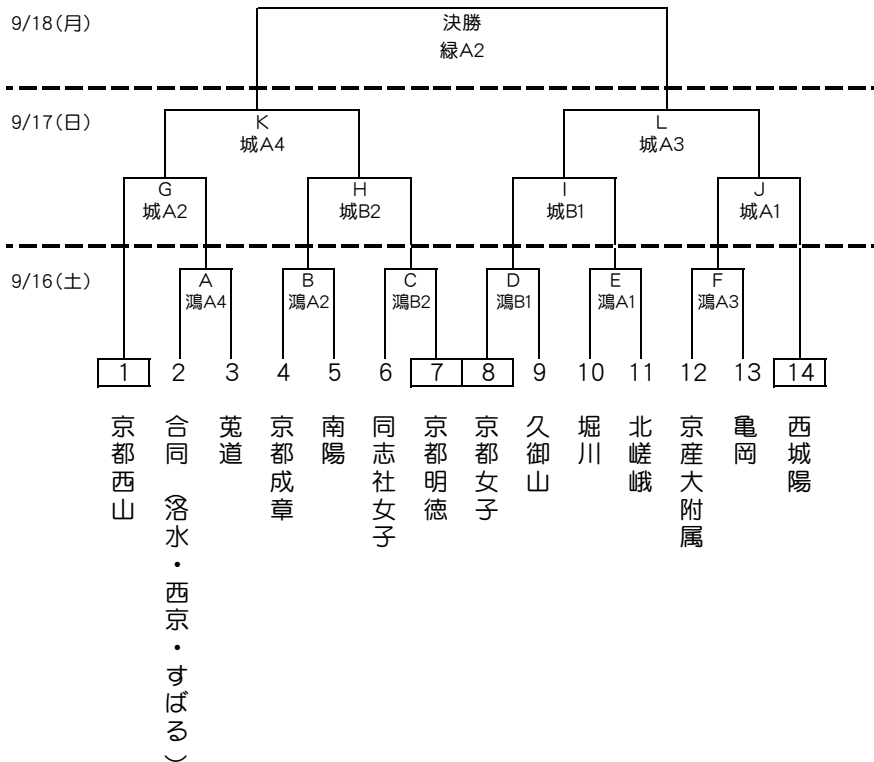 9/18(月)
決勝
緑A2
9/17(日)
K
城A4
L
城A3
G
城A2
H
城B2
I
城B1
J
城A1
9/16(土)
A
鴻A4
B
鴻A2
C
鴻B2
D
鴻B1
E
鴻A1
F
鴻A3
1 2 3 4 5 6 7 8 9 10 11 12 13 14
京都西山
合同（洛水・西京・すばる）
莵道
京都成章
南陽
同志社女子
京都明徳
京都女子
久御山
堀川
北嵯峨
京産大附属
亀岡
西城陽